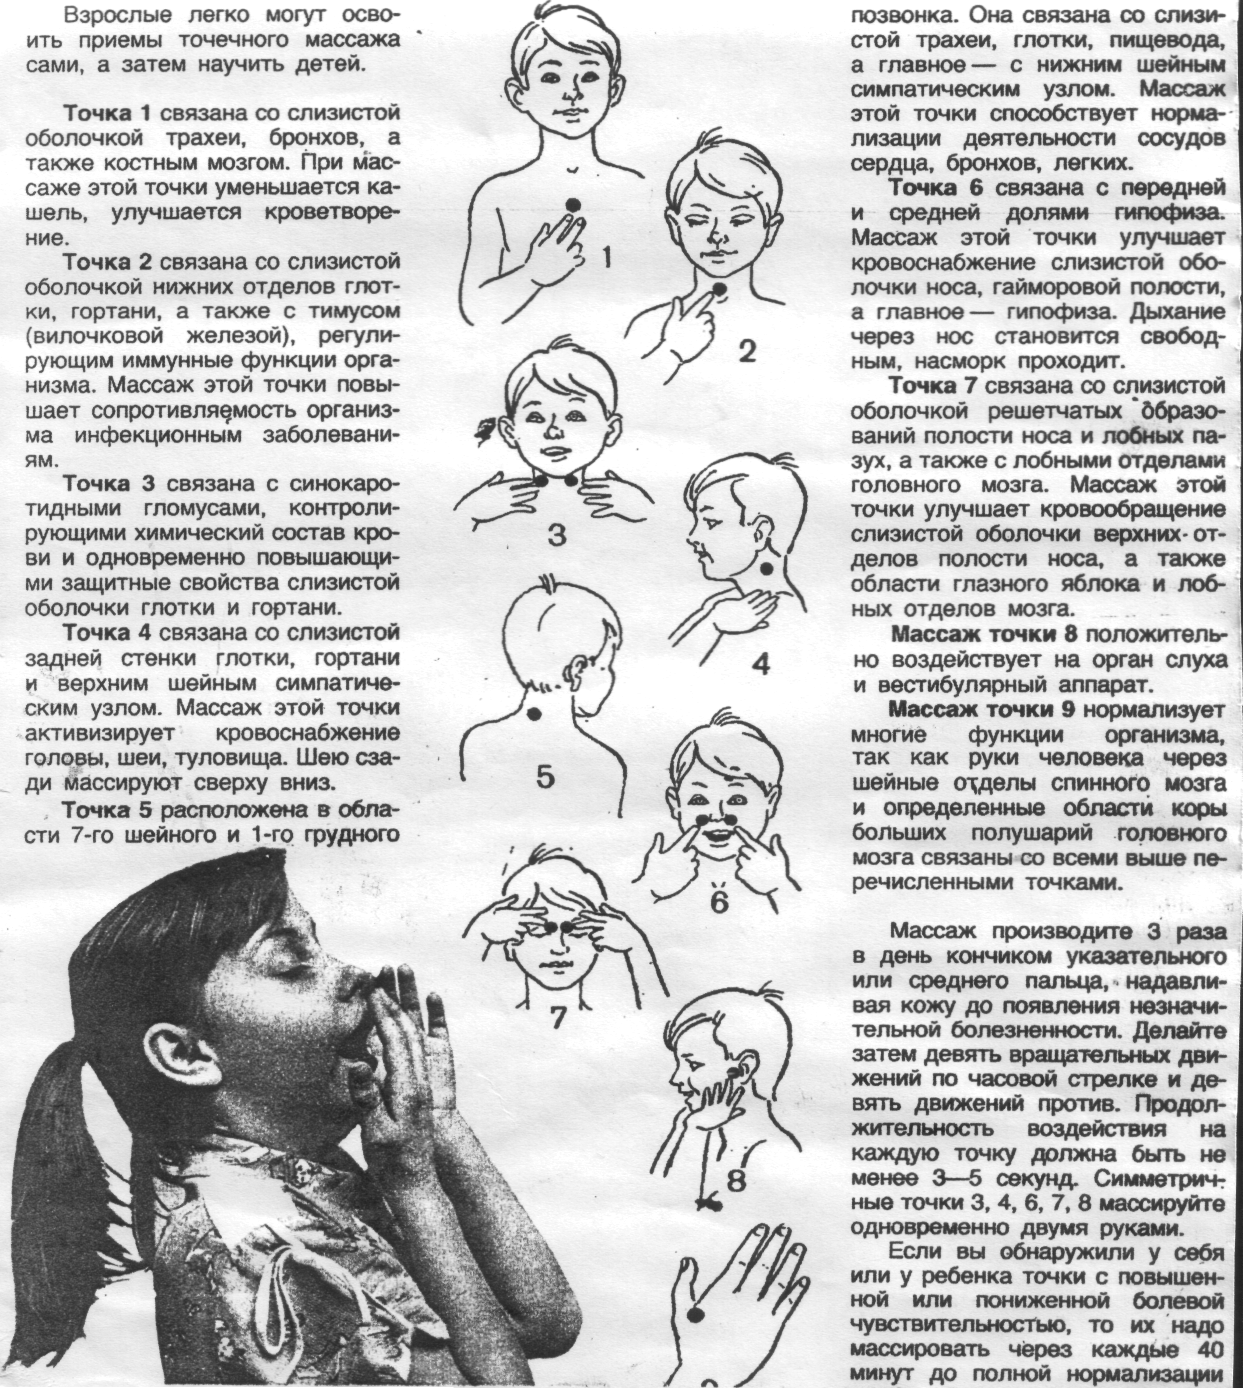 Взрослые легко могут осво-
ить приемы точечного массажа
сами, а затем научить детей.
Точка 1 связана со слизистой
оболочкой трахеи, бронхов, а
также костным мозгом. При мас-
саже этой точки уменьшается ка-
шель, улучшается кроветворе-
ние.
Точка 2 связана со слизистой
оболочкой нижних отделов глот-
ки, гортани, а также с тимусом
(вилочковой железой), регули-
рующим иммунные функции орга-
низма. Массаж этой точки повы-
шает сопротивляемость организ-
ма инфекционным заболевани-
ям.
Точка 3 связана с синокаро-
тидными гломусами, контроли-
рующими химический состав кро-
ви и одновременно повышающи-
ми защитные свойства слизистой
оболочки глотки и гортани.
Точка 4 связана со слизистой
задней стенки глотки, гортани
и верхним шейным симпатиче-
ским узлом. Массаж этой точки
активизирует кровоснабжение
головы, шеи, туловища. Шею сза-
ди массируют сверху вниз.
Точка 5 расположена в обла-
сти 7-го шейного и 1-го грудного
1
2
3
4
5
6
7
8
позвонка. Она связана со слизи-
стой трахеи, глотки, пищевода,
а главное — с нижним шейным
симпатическим узлом. Массаж
этой точки способствует норма-
лизации деятельности сосудов
сердца, бронхов, легких.
Точка 6 связана с передней
и средней долями гипофиза.
Массаж этой точки улучшает
кровоснабжение слизистой обо-
лочки носа, гайморовой полости,
а главное — гипофиза. Дыхание
через нос становится свобод-
ным, насморк проходит.
Точка 7 связана со слизистой
оболочкой решетчатых образо-
ваний полости носа и лобных па-
зух, а также с лобными отделами
головного мозга. Массаж этой
точки улучшает кровообращение
слизистой оболочки верхних от-
делов полости носа, а также
области глазного яблока и лоб-
ных отделов мозга.
Массаж точки 8 положитель-
но воздействует на орган слуха
и вестибулярный аппарат.
Массаж точки 9 нормализует
многие функции организма,
так как руки человека через
шейные отделы спинного мозга
и определенные области коры
больших полушарий головного
мозга связаны со всеми выше пе-
речисленными точками.
Массаж производите 3 раза
в день кончиком указательного
или среднего пальца, надавли-
вая кожу до появления незначи-
тельной болезненности. Делайте
затем девять вращательных дви-
жений по часовой стрелке и де-
вять движений против. Продол-
жительность воздействия на
каждую точку должна быть не
менее 3—5 секунд. Симметрич-
ные точки 3, 4, 6, 7, 8 массируйте
одновременно двумя руками.
Если вы обнаружили у себя
или у ребенка точки с повышен-
ной или пониженной болевой
чувствительностью, то их надо
массировать через каждые 40
минут до полной нормализации